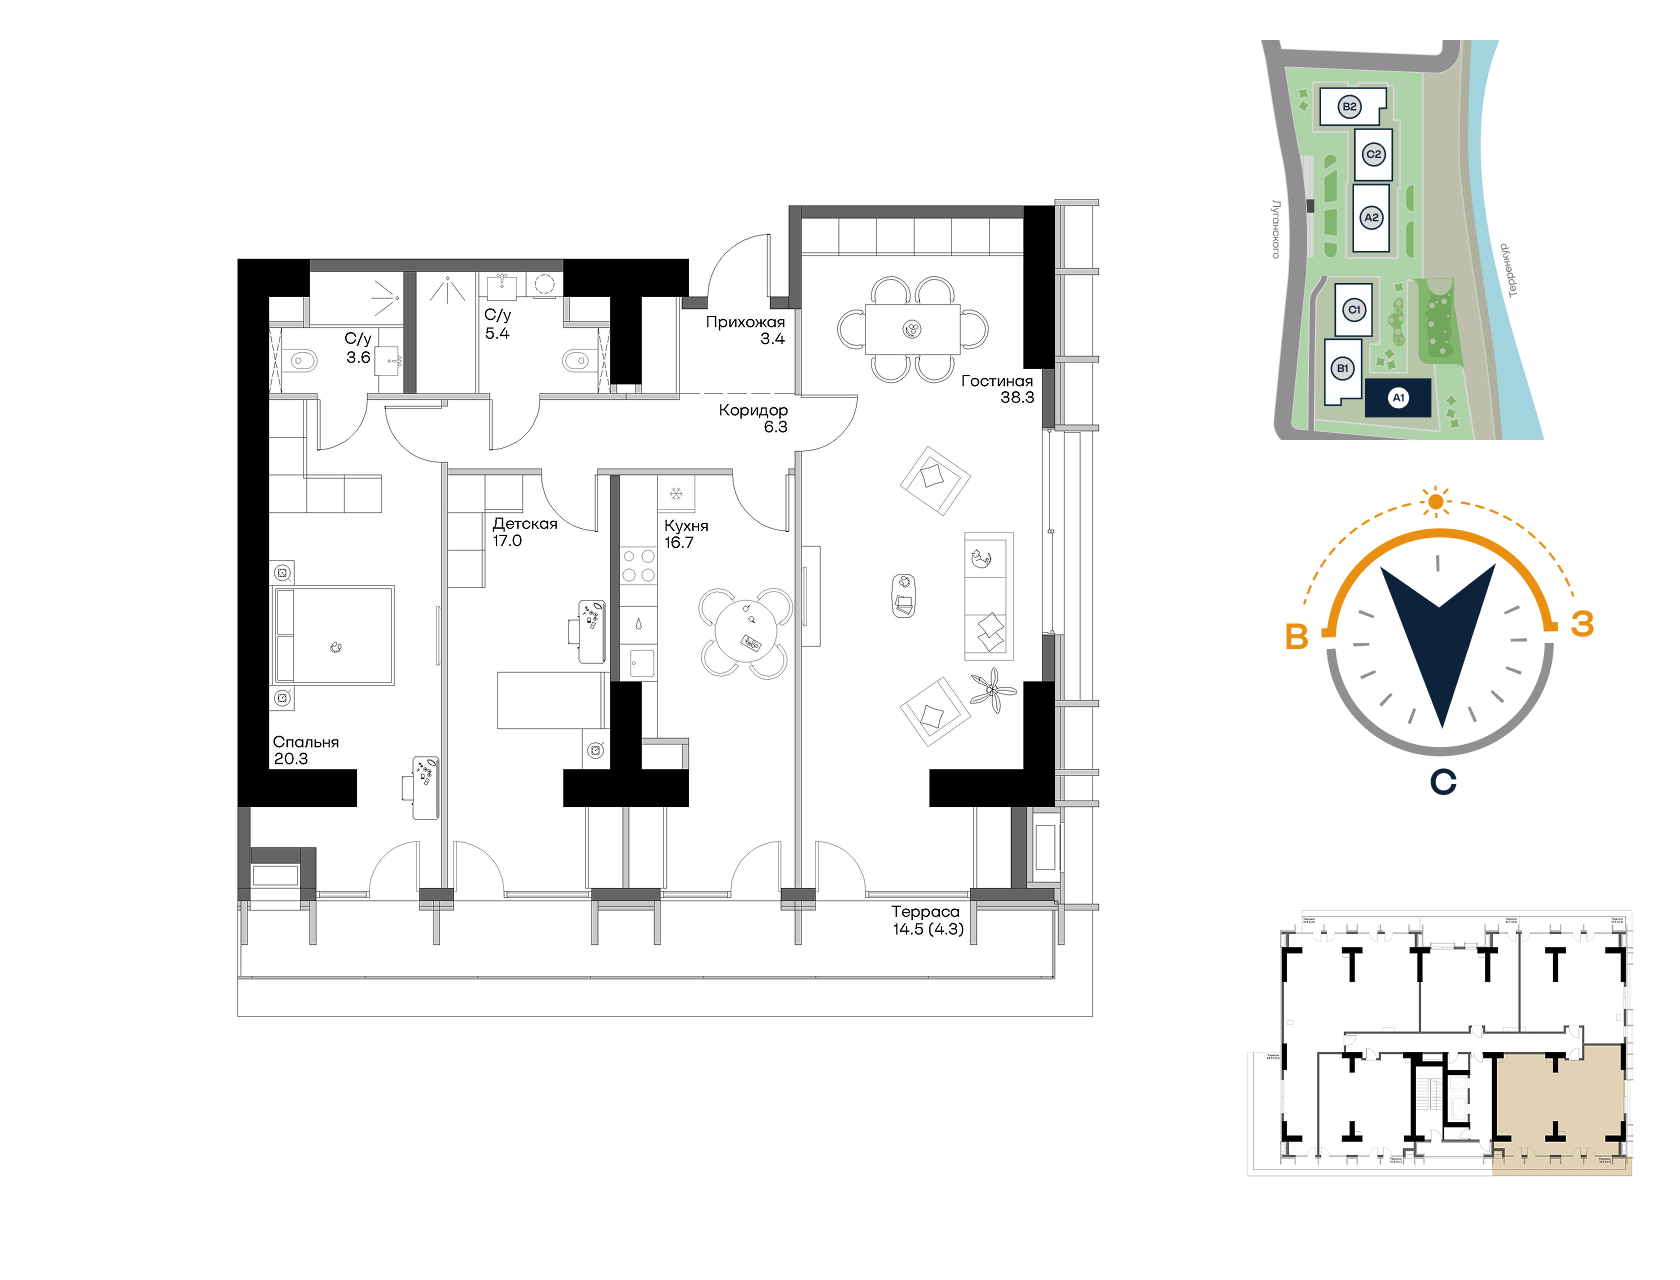 С/у
3.6
С/у
5.4
Прихожая
3.4
Коридор
6.3
Гостиная
38.3
Детская
17.0
Кухня
16.7
Спальня
20.3
Терраса
14.5 (4.3)
B2
C2
A2
C1
B1
A1
Луганского
Терренкур
В
З
С